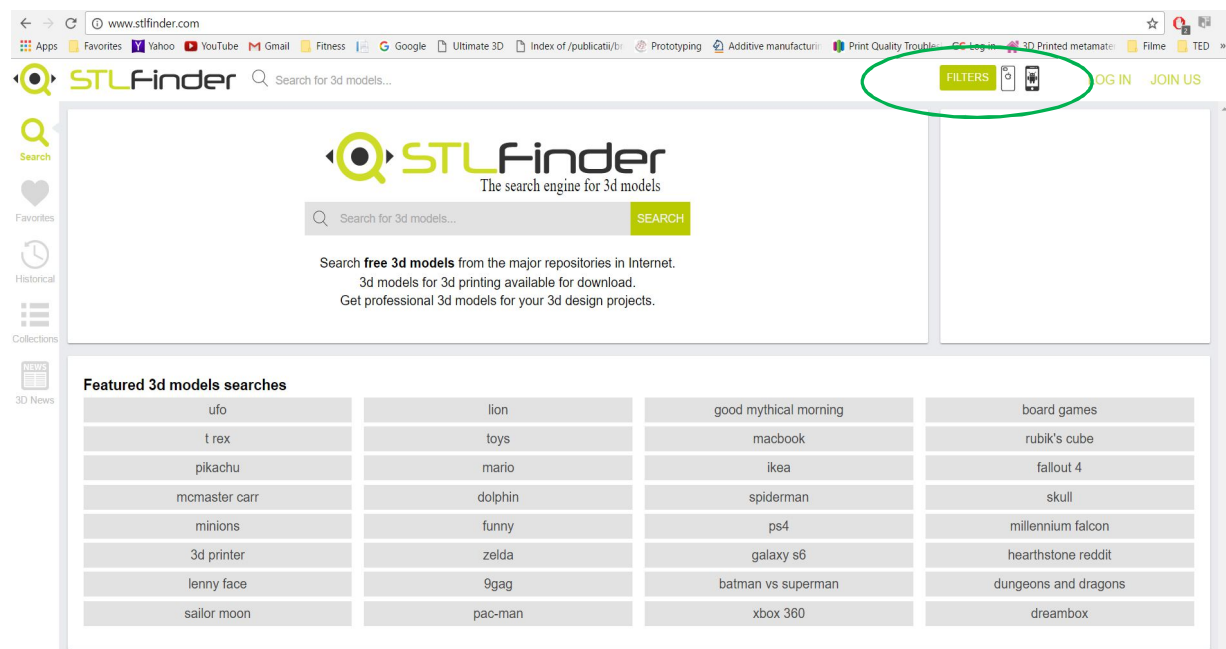 www.stlfinder.com
Apps Favorites Yahoo YouTube Gmail Fitness Google Ultimate 3D Index of /publicatii/b Prototyping Additive manufacturin Print Quality Trouble Log in 3D Printed metamate Filme TED »
STLFinder Search for 3d models... FILTERS LOG IN JOIN US
Search
Favorites
Historical
Collections
NEWS
3D News
STLFinder
The search engine for 3d models
Search for 3d models... SEARCH
Search free 3d models from the major repositories in Internet.
3d models for 3d printing available for download.
Get professional 3d models for your 3d design projects.
Featured 3d models searches
ufo lion good mythical morning board games
t rex toys macbook rubik's cube
pikachu mario ikea fallout 4
mcmaster carr dolphin spiderman skull
minions funny ps4 millennium falcon
3d printer zelda galaxy s6 hearthstone reddit
lenny face 9gag batman vs superman dungeons and dragons
sailor moon pac-man xbox 360 dreambox